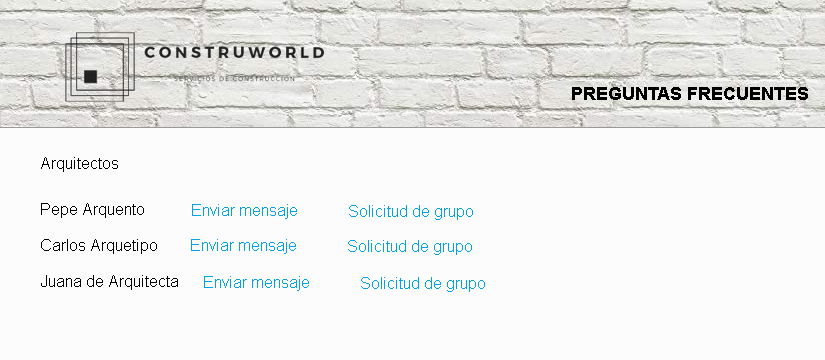 CONSTRUWORLD
SERVICIOS DE CONSTRUCCIÓN
PREGUNTAS FRECUENTES
Arquitectos
Pepe Arquento Enviar mensaje Solicitud de grupo
Carlos Arquetipo Enviar mensaje Solicitud de grupo
Juana de Arquitecta Enviar mensaje Solicitud de grupo